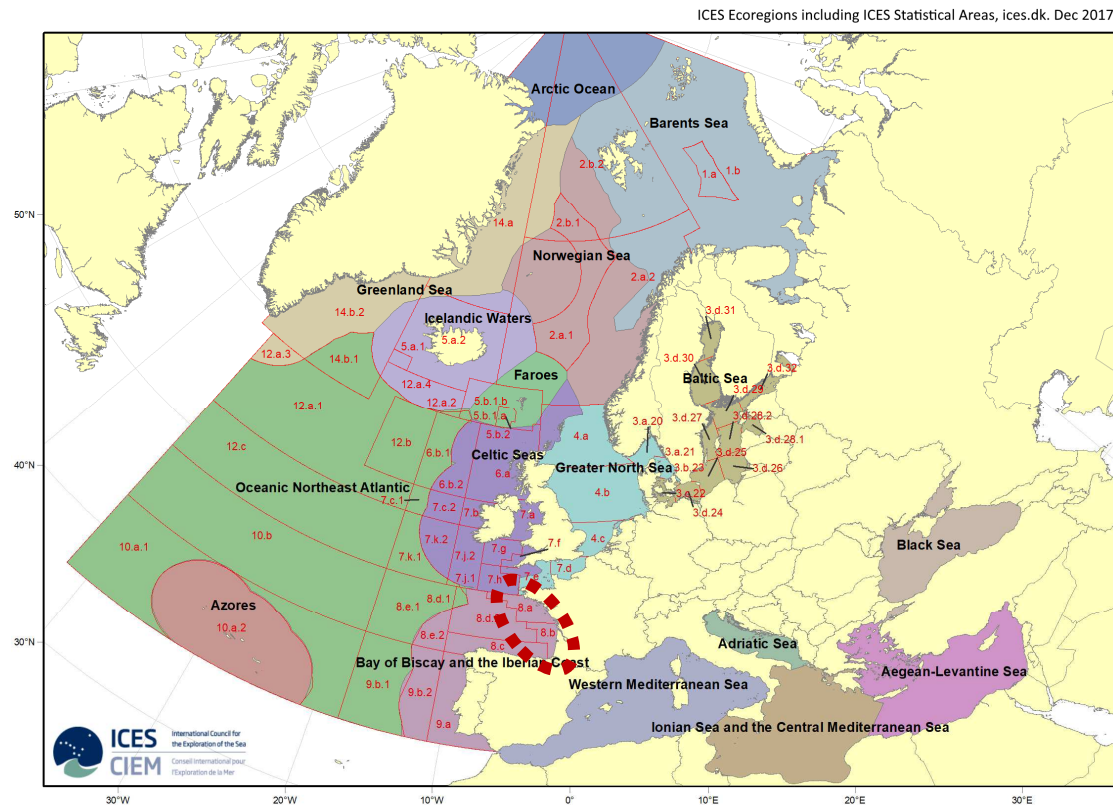 ICES Ecoregions including ICES Statistical Areas, ices.dk. Dec 2017
Arctic Ocean
Barents Sea
2.b.2
1.a
1.b
50°N
14.a
2.b.1
Norwegian Sea
2.a.2
Greenland Sea
14.b.2
Icelandic Waters
3.d.31
5.a.1
5.a.2
2.a.1
12.a.3
14.b.1
3.d.30
3.d.32
Faroes
Baltic Sea
12.a.4
3.d.29
12.a.1
12.a.2
5.b.1.b
5.b.1.a
3.d.27
3.d.28.2
3.a.20
5.b.2
4.a
3.d.28.1
12.c
12.b
6.b.1
Celtic Seas
3.a.21
3.d.25
40°N
6.a
Greater North Sea
3.b.23
3.d.26
Oceanic Northeast Atlantic
6.b.2
4.b
3.c.22
7.c.1
7.c.2
7.b
7.a
3.d.24
10.a.1
10.b
7.k.2
7.f
4.c
7.g
Black Sea
7.k.1
7.j.2
7.d
7.j.1
7.h
7.e
8.d.1
Azores
8.e.1
8.a
10.a.2
8.d.
8.e.2
8.b
30°N
8.c
Adriatic Sea
Bay of Biscay and the Iberian Coast
Aegean-Levantine Sea
9.b.1
9.b.2
Western Mediterranean Sea
9.a
Ionian Sea and the Central Mediterranean Sea
ICES
CIEM
International Council for
the Exploration of the Sea
Conseil International pour
l'Exploration de la Mer
30°W
20°W
10°W
0°
10°E
20°E
30°E